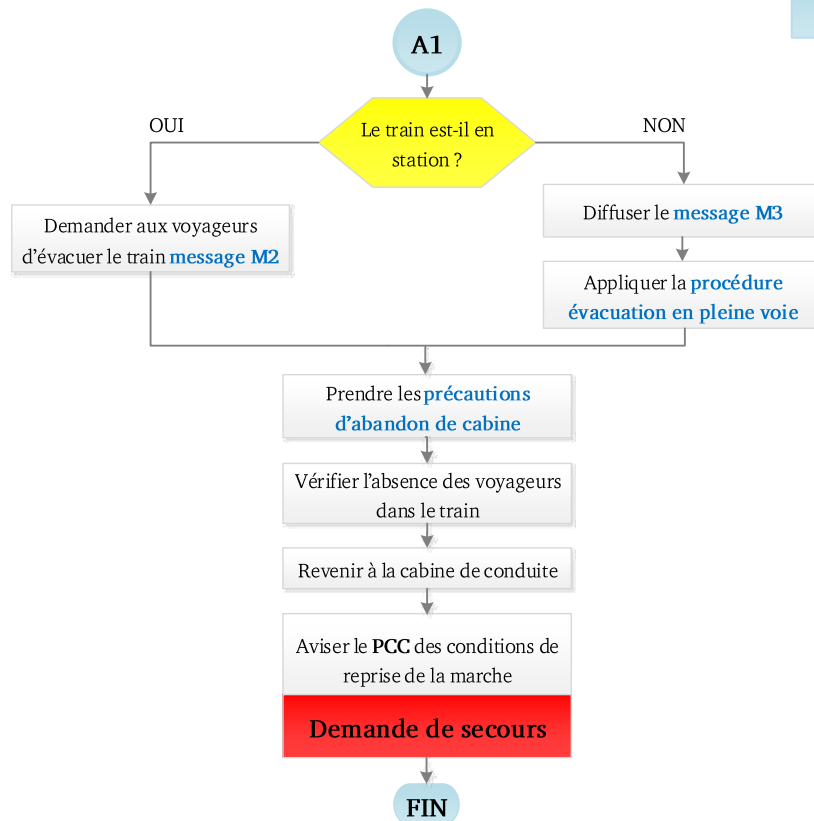 A1
Le train est-il en
station ?
OUI
NON
Demander aux voyageurs
d’évacuer le train message M2
Diffuser le message M3
Appliquer la procédure
évacuation en pleine voie
Prendre les précautions
d’abandon de cabine
Vérifier l’absence des voyageurs
dans le train
Revenir à la cabine de conduite
Aviser le PCC des conditions de
reprise de la marche
Demande de secours
FIN